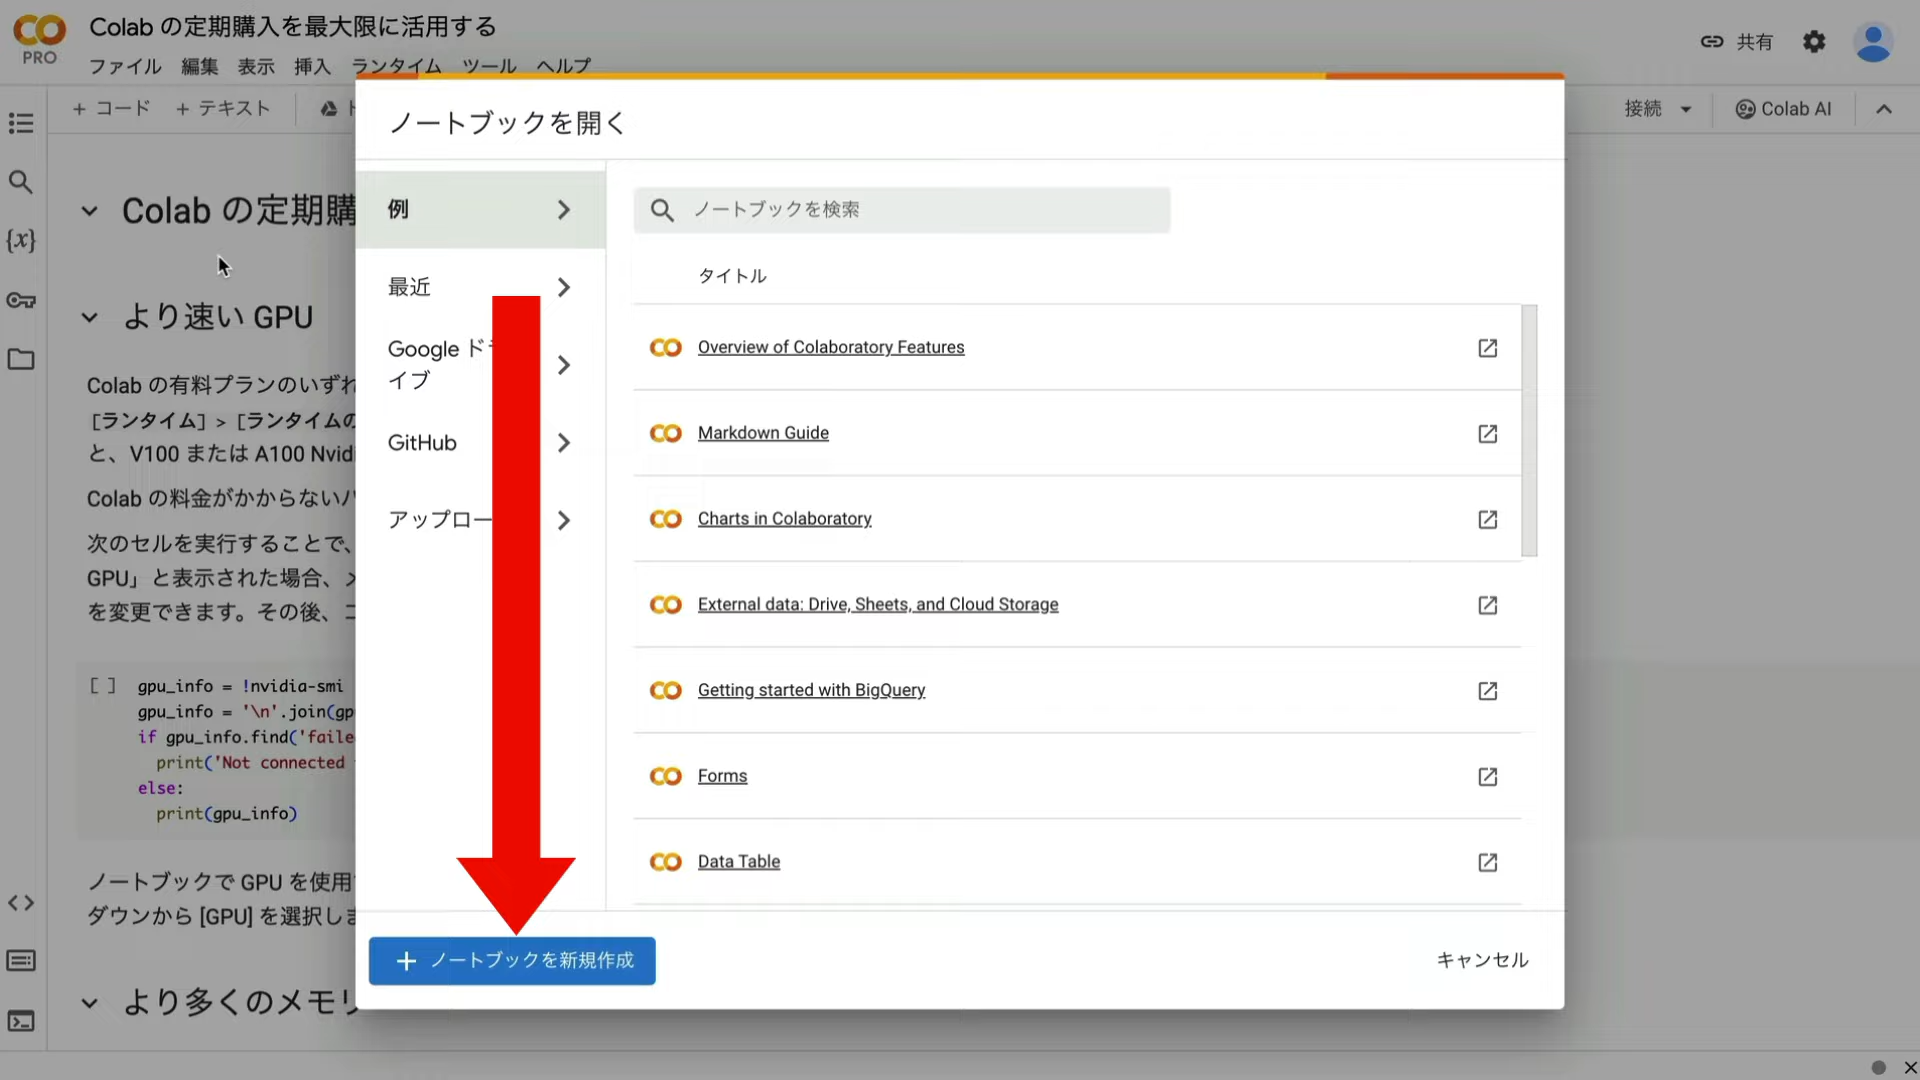 CO
PRO
Colab の定期購入を最大限に活用する
ファイル 編集 表示 挿入 ランタイム ツール ヘルプ
共有
+ コード + テキスト
接続
Colab AI
ノートブックを開く
例
最近
Google ド
イブ
GitHub
アップロー
ノートブックを検索
タイトル
Overview of Colaboratory Features
Markdown Guide
Charts in Colaboratory
External data: Drive, Sheets, and Cloud Storage
Getting started with BigQuery
Forms
Data Table
+ ノートブックを新規作成
キャンセル
Colab の定期購
より速い GPU
Colab の有料プランのいずれ
[ランタイム] > [ランタイムの
と、V100 または A100 Nvidi
Colab の料金がかからないバ
次のセルを実行することで、
GPU」と表示された場合、メ
を変更できます。その後、コ
[ ] gpu_info = !nvidia-smi
gpu_info = '\n'.join(gp
if gpu_info.find('faile
print('Not connected
else:
print(gpu_info)
ノートブックで GPU を使用
ダウンから [GPU] を選択しま
より多くのメモリ
{x}